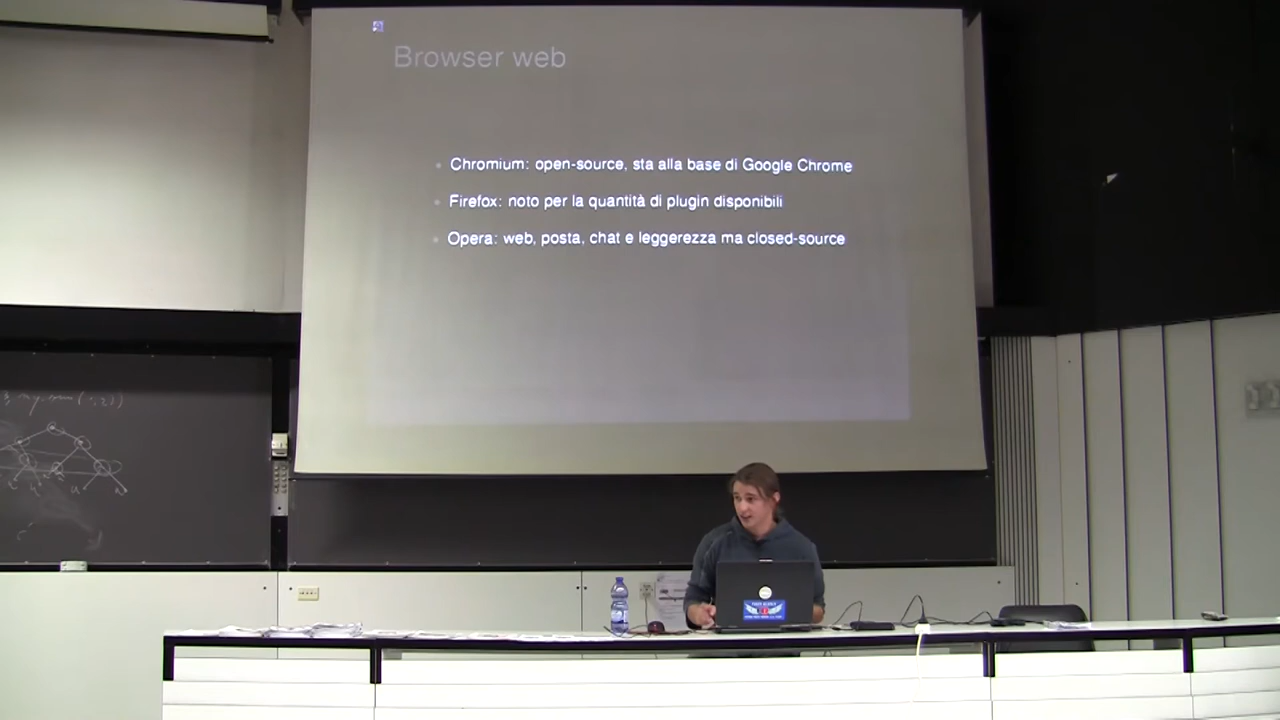 Browser web
Chromium: open-source, sta alla base di Google Chrome
Firefox: noto per la quantità di plugin disponibili
Opera: web, posta, chat e leggerezza ma closed-source